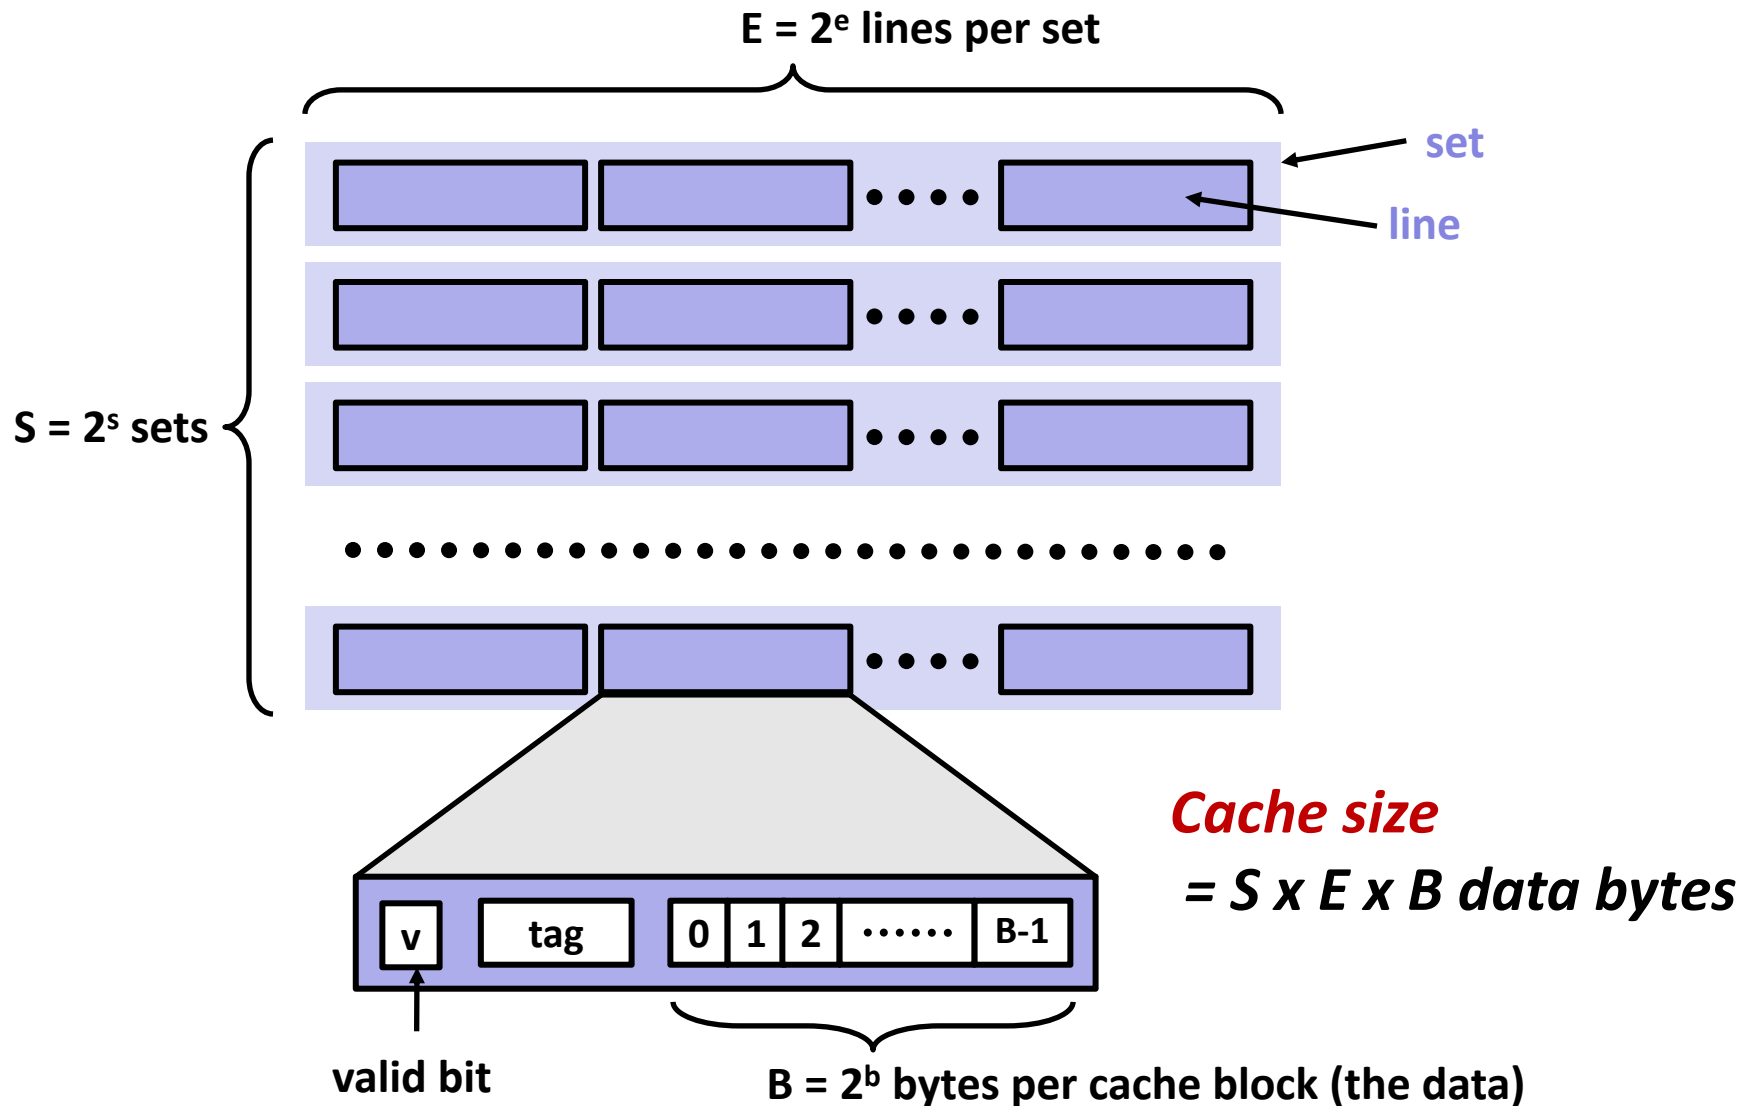 E = 2ᵉ lines per set
set
line
S = 2ˢ sets
Cache size
= S x E x B data bytes
v
tag
0
1
2
B-1
valid bit
B = 2ᵇ bytes per cache block (the data)